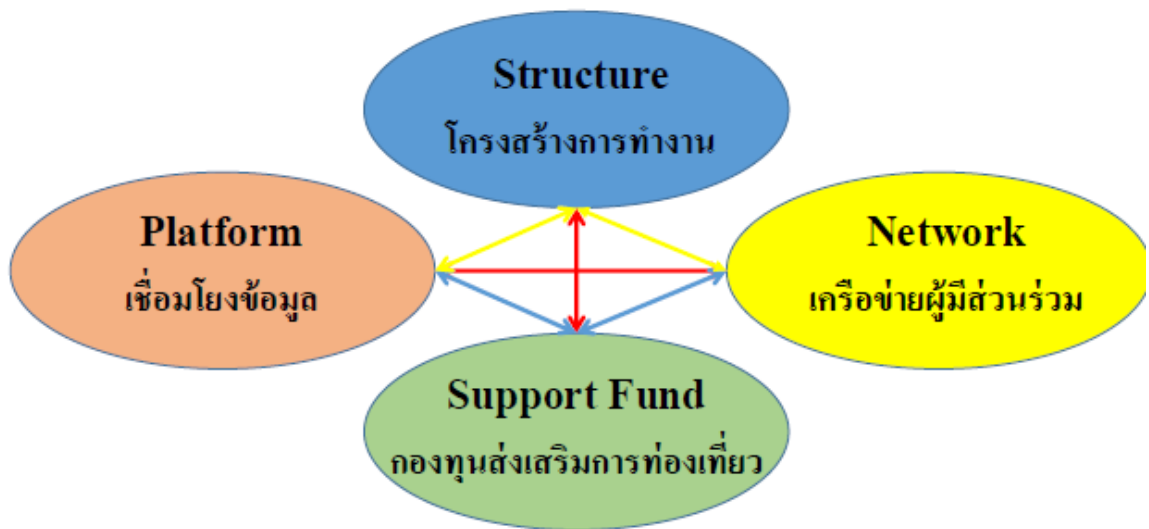 Structure
โครงสร้างการทำงาน
Platform
เชื่อมโยงข้อมูล
Network
เครือข่ายผู้มีส่วนร่วม
Support Fund
กองทุนส่งเสริมการท่องเที่ยว